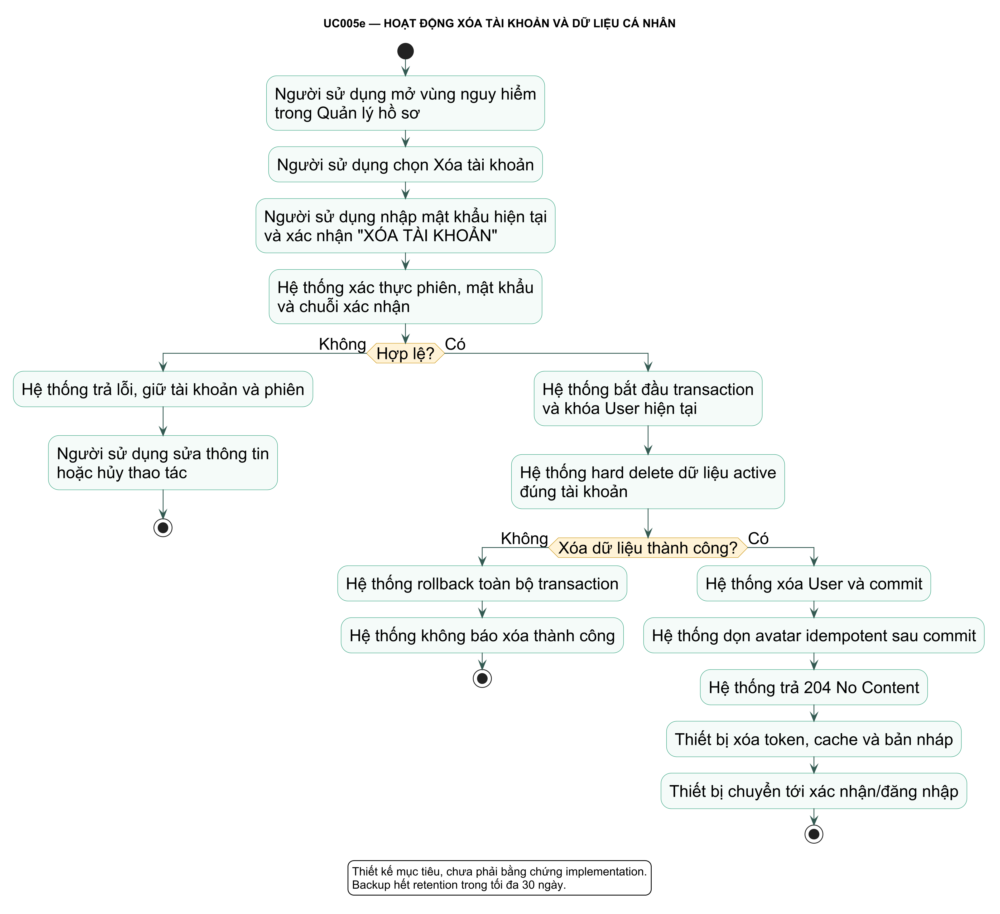 UC005e — HOẠT ĐỘNG XÓA TÀI KHOẢN VÀ DỮ LIỆU CÁ NHÂN
Người sử dụng mở vùng nguy hiểm
trong Quản lý hồ sơ
Người sử dụng chọn Xóa tài khoản
Người sử dụng nhập mật khẩu hiện tại
và xác nhận "XÓA TÀI KHOẢN"
Hệ thống xác thực phiên, mật khẩu
và chuỗi xác nhận
Hợp lệ?
Không
Có
Hệ thống trả lỗi, giữ tài khoản và phiên
Người sử dụng sửa thông tin
hoặc hủy thao tác
Hệ thống bắt đầu transaction
và khóa User hiện tại
Hệ thống hard delete dữ liệu active
đúng tài khoản
Xóa dữ liệu thành công?
Không
Có
Hệ thống rollback toàn bộ transaction
Hệ thống không báo xóa thành công
Hệ thống xóa User và commit
Hệ thống dọn avatar idempotent sau commit
Hệ thống trả 204 No Content
Thiết bị xóa token, cache và bản nháp
Thiết bị chuyển tới xác nhận/đăng nhập
Thiết kế mục tiêu, chưa phải bằng chứng implementation.
Backup hết retention trong tối đa 30 ngày.